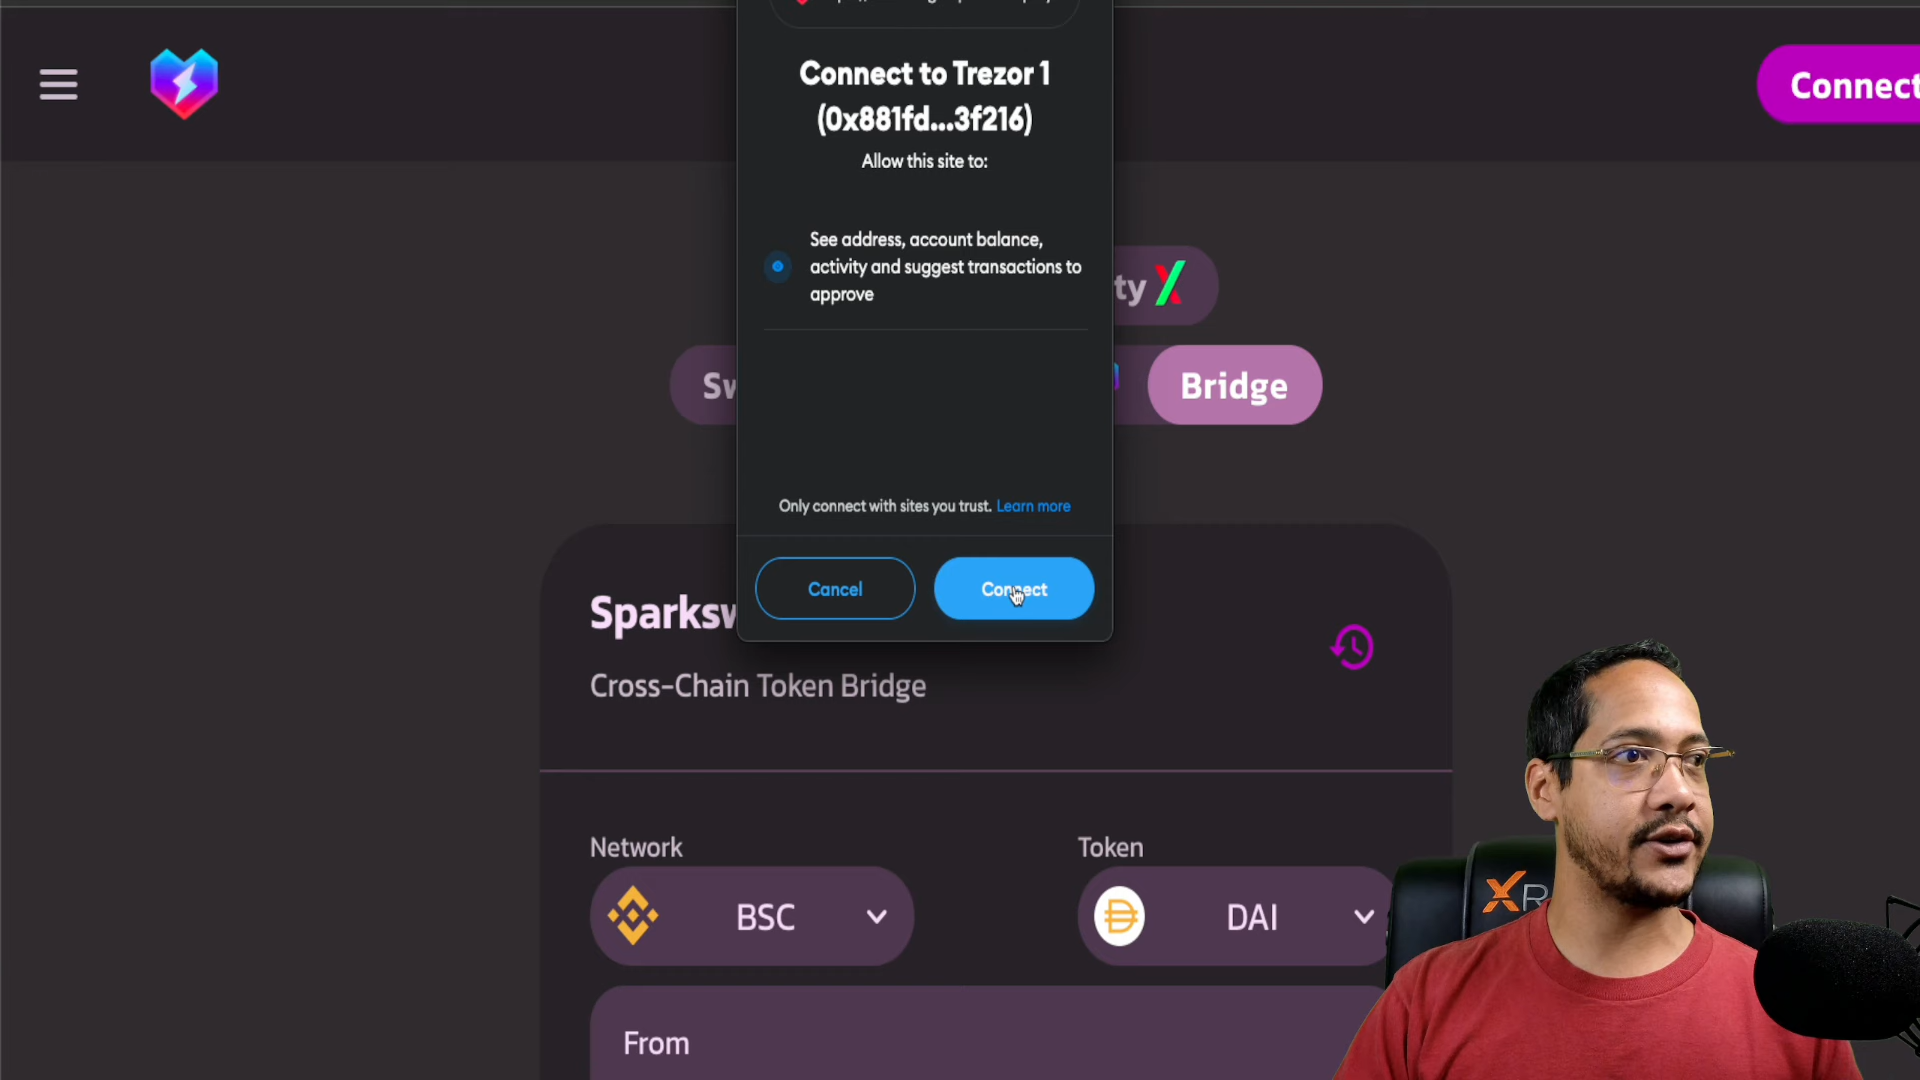 Connect to Trezor 1
(0x881fd...3f216)
Allow this site to:
Connect
See address, account balance,
activity and suggest transactions to
approve
ty X
Sw
Bridge
Only connect with sites you trust. Learn more
Cancel
Connect
Sparksw
Cross-Chain Token Bridge
Network
Token
BSC
DAI
From
XR